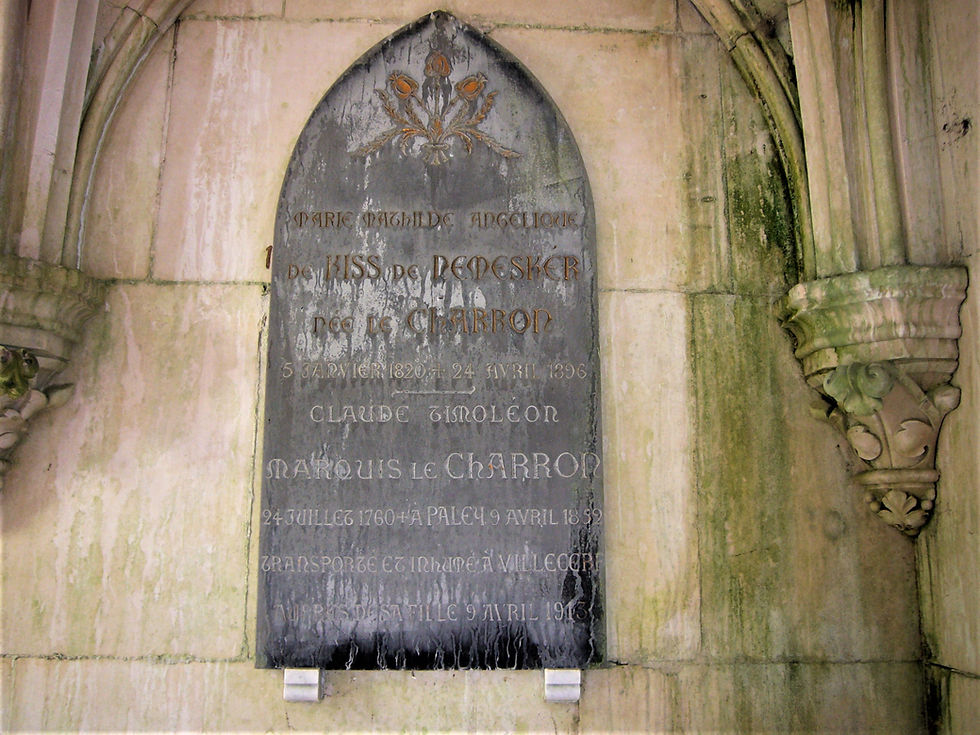 MARIE MATHILDE ANGELIQUE
DE KISS DE NEMESKER
NÉE LE CHARRON
5 JANVIER 1820 + 24 AVRIL 1896
CLAUDE TIMOLÉON
MARQUIS LE CHARRON
24 JUILLET 1760 + À PALEY 9 AVRIL 1852
TRANSPORTÉ ET INHUMÉ À VILLECERF
AUPRÈS DE SA FILLE 9 AVRIL 1913